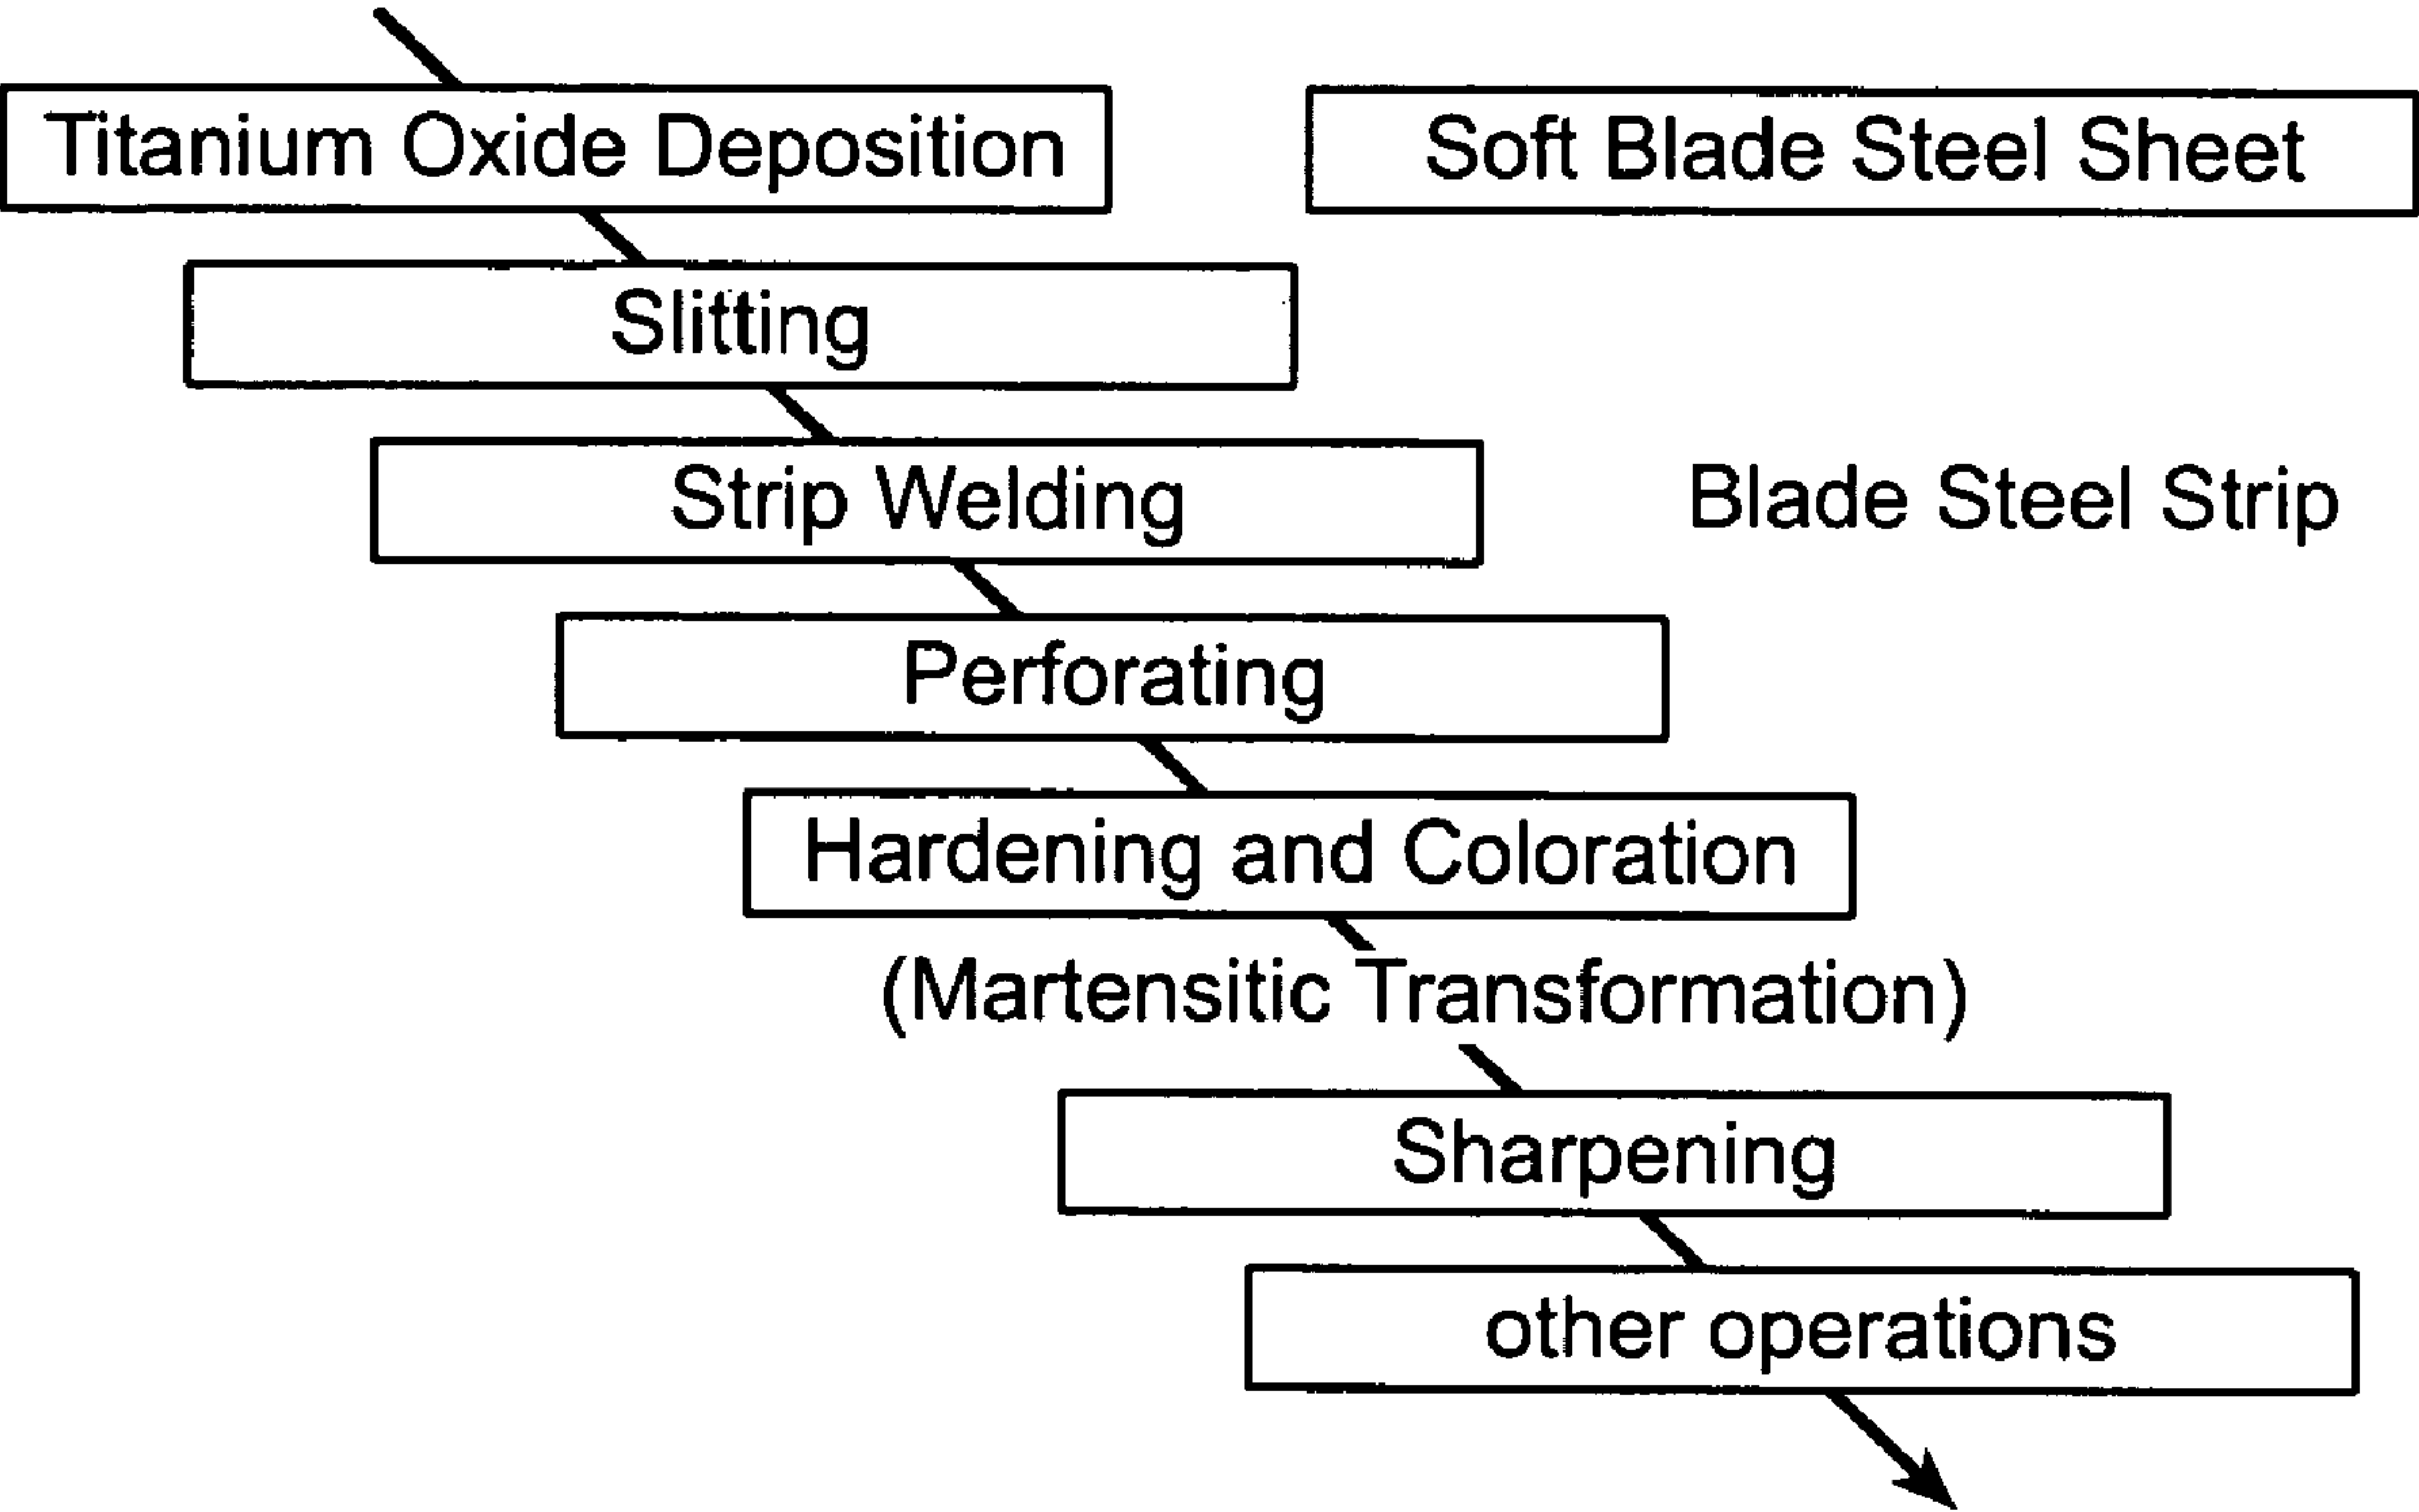 Titanium Oxide Deposition
Soft Blade Steel Sheet
Slitting
Strip Welding
Blade Steel Strip
Perforating
Hardening and Coloration
(Martensitic Transformation)
Sharpening
other operations